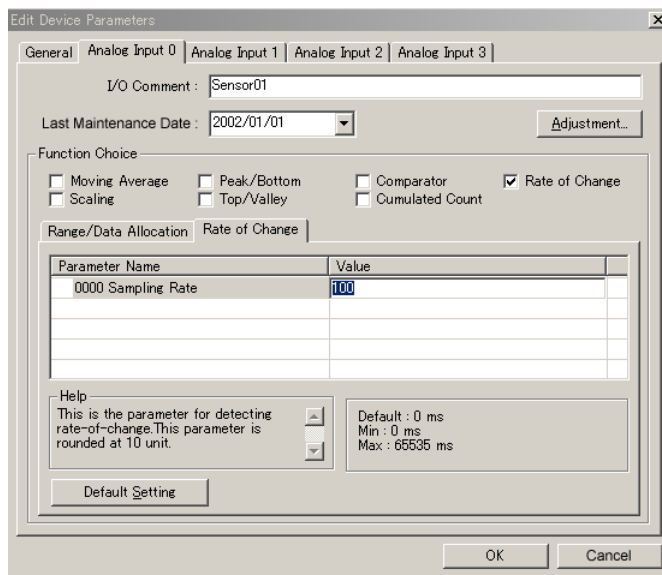 Edit Device Parameters
General
Analog Input 0
Analog Input 1
Analog Input 2
Analog Input 3
I/O Comment :
Sensor01
Last Maintenance Date :
2002/01/01
Adjustment...
Function Choice
Moving Average
Peak/Bottom
Comparator
Rate of Change
Scaling
Top/Valley
Cumulated Count
Range/Data Allocation
Rate of Change
Parameter Name
Value
0000 Sampling Rate
100
Help
This is the parameter for detecting
rate-of-change.This parameter is
rounded at 10 unit.
Default : 0 ms
Min : 0 ms
Max : 65535 ms
Default Setting
OK
Cancel